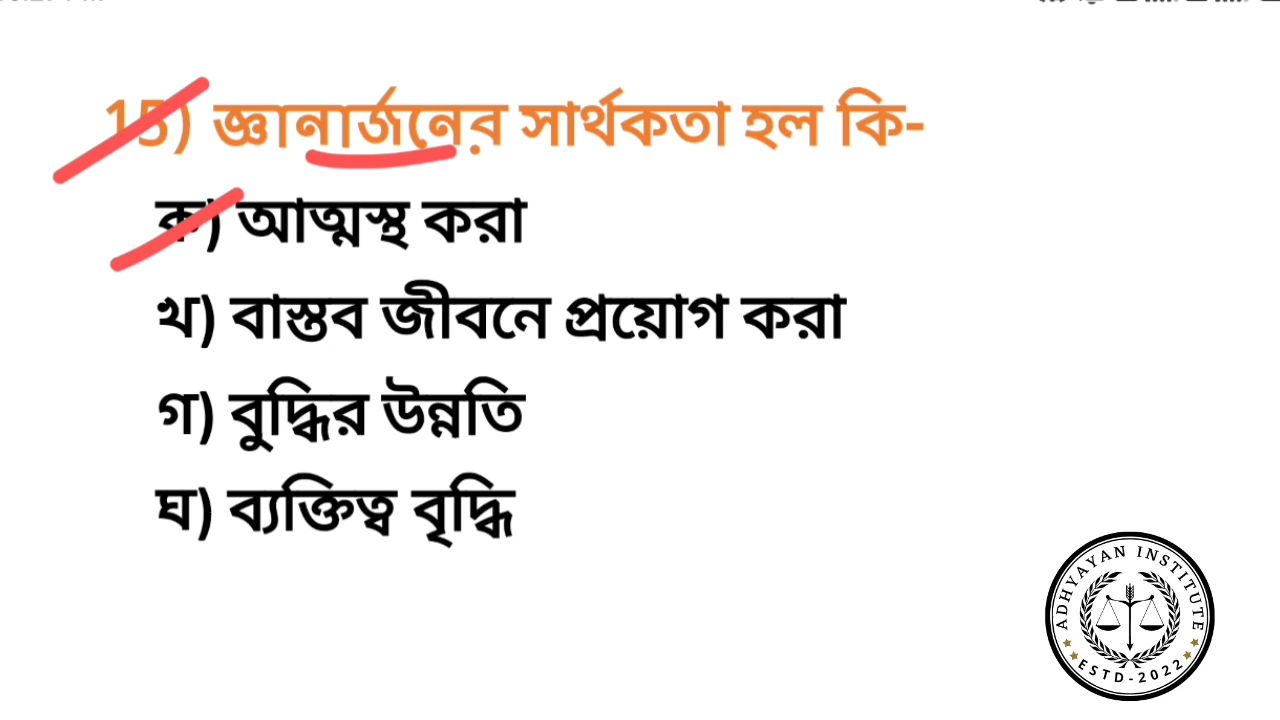 15) জ্ঞানার্জনের সার্থকতা হল কি-
ক) আত্মস্থ করা
খ) বাস্তব জীবনে প্রয়োগ করা
গ) বুদ্ধির উন্নতি
ঘ) ব্যক্তিত্ব বৃদ্ধি
ADHYAYAN INSTITUTE
ESTD-2022